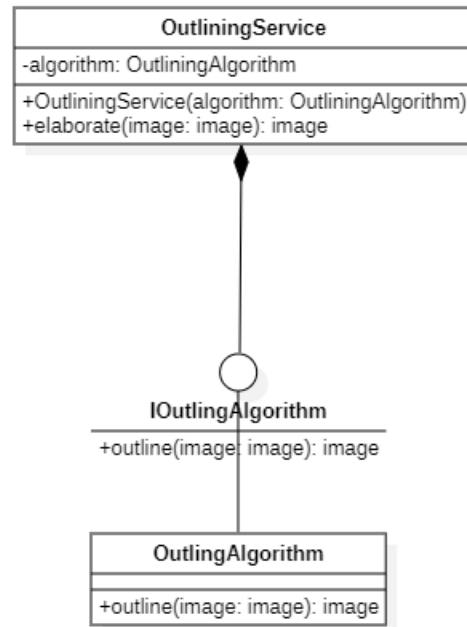 OutliningService
-algorithm: OutliningAlgorithm
+OutliningService(algorithm: OutliningAlgorithm)
+elaborate(image: image): image
IOutlingAlgorithm
+outline(image: image): image
OutlingAlgorithm
+outline(image: image): image